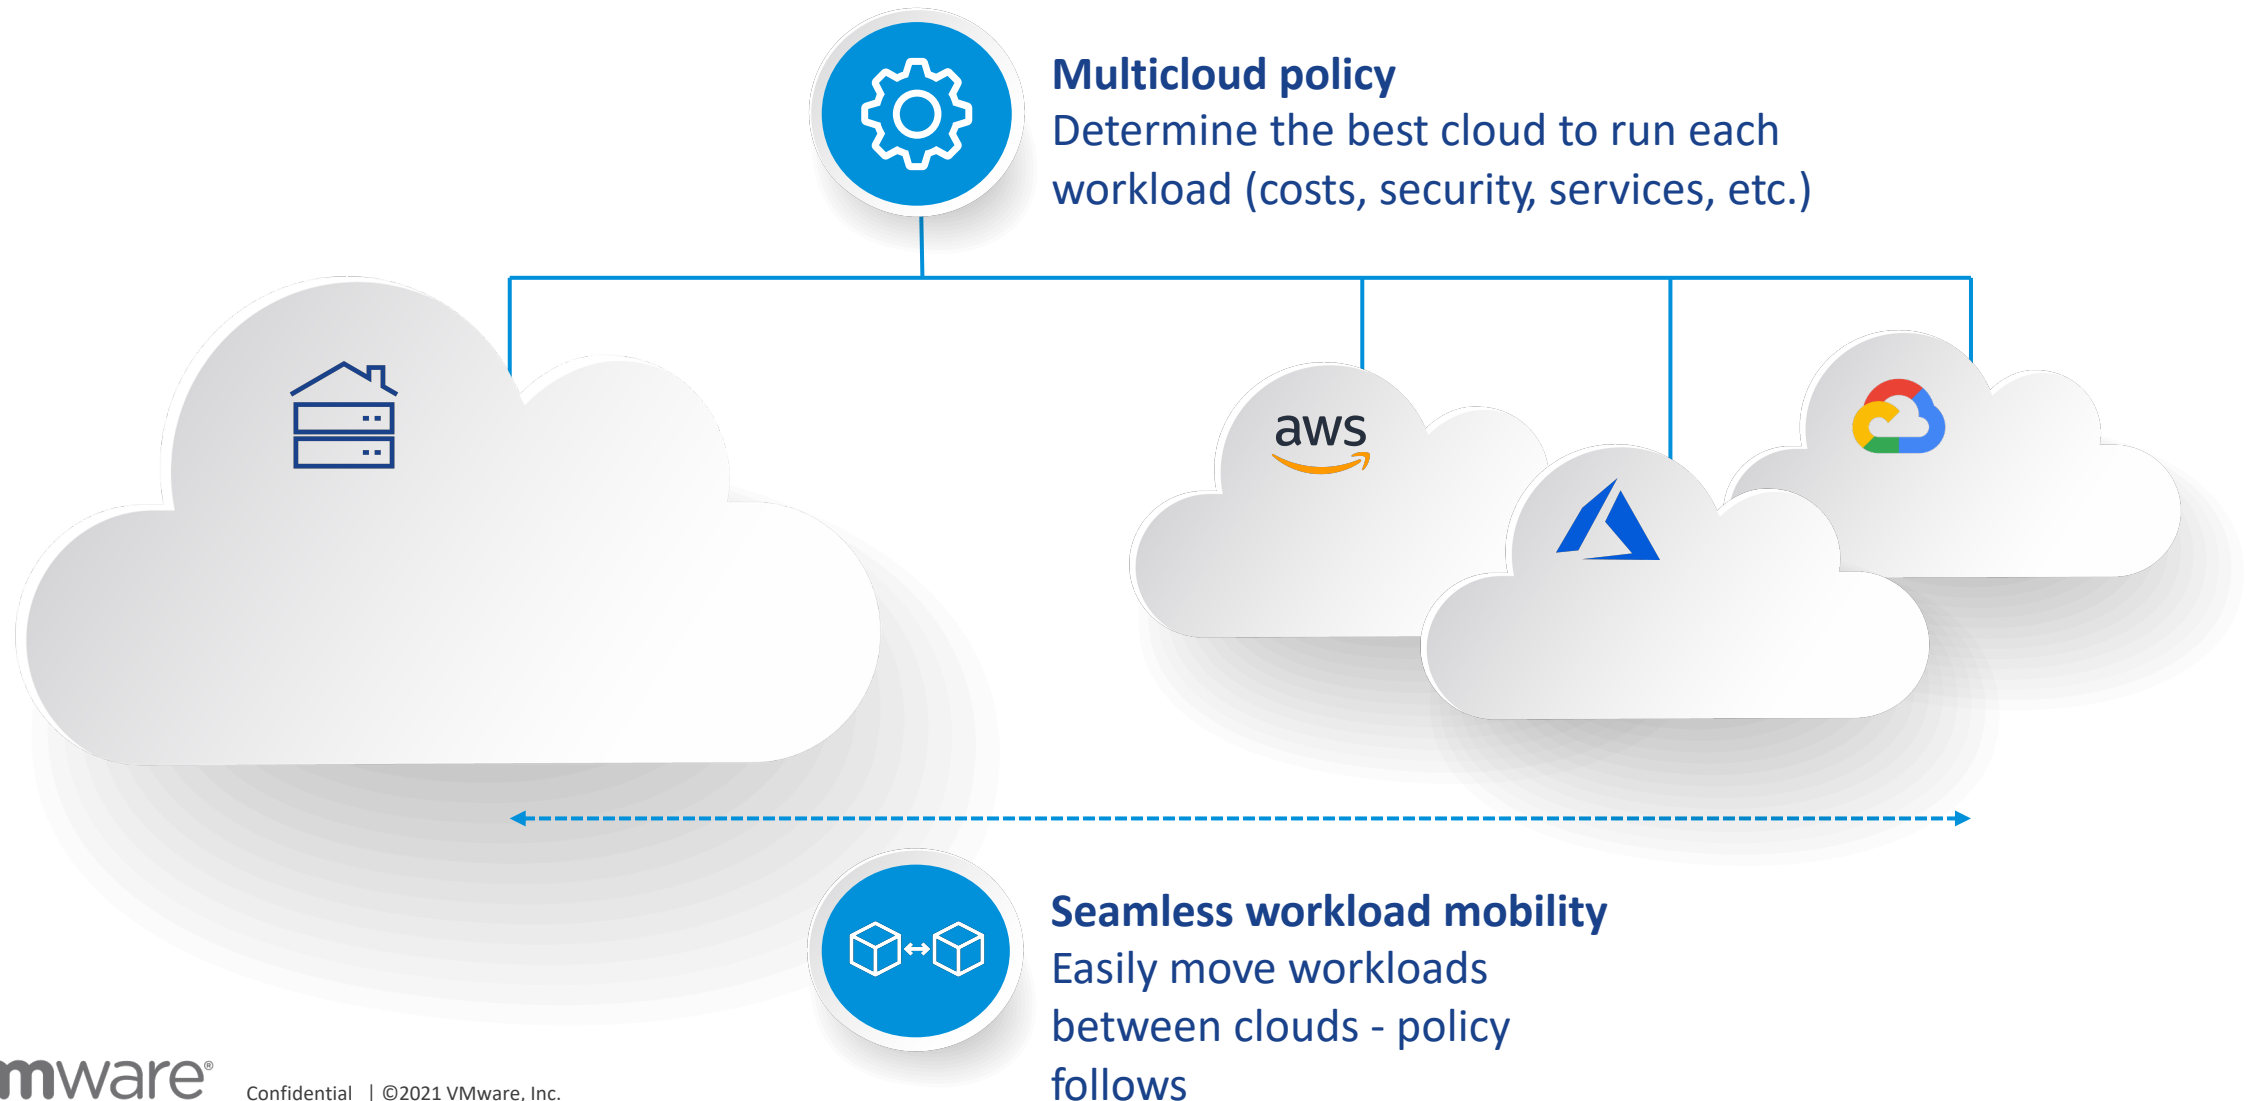 Multicloud policy
Determine the best cloud to run each
workload (costs, security, services, etc.)
aws
Seamless workload mobility
Easily move workloads
between clouds - policy
follows
mware®
Confidential | ©2021 VMware, Inc.